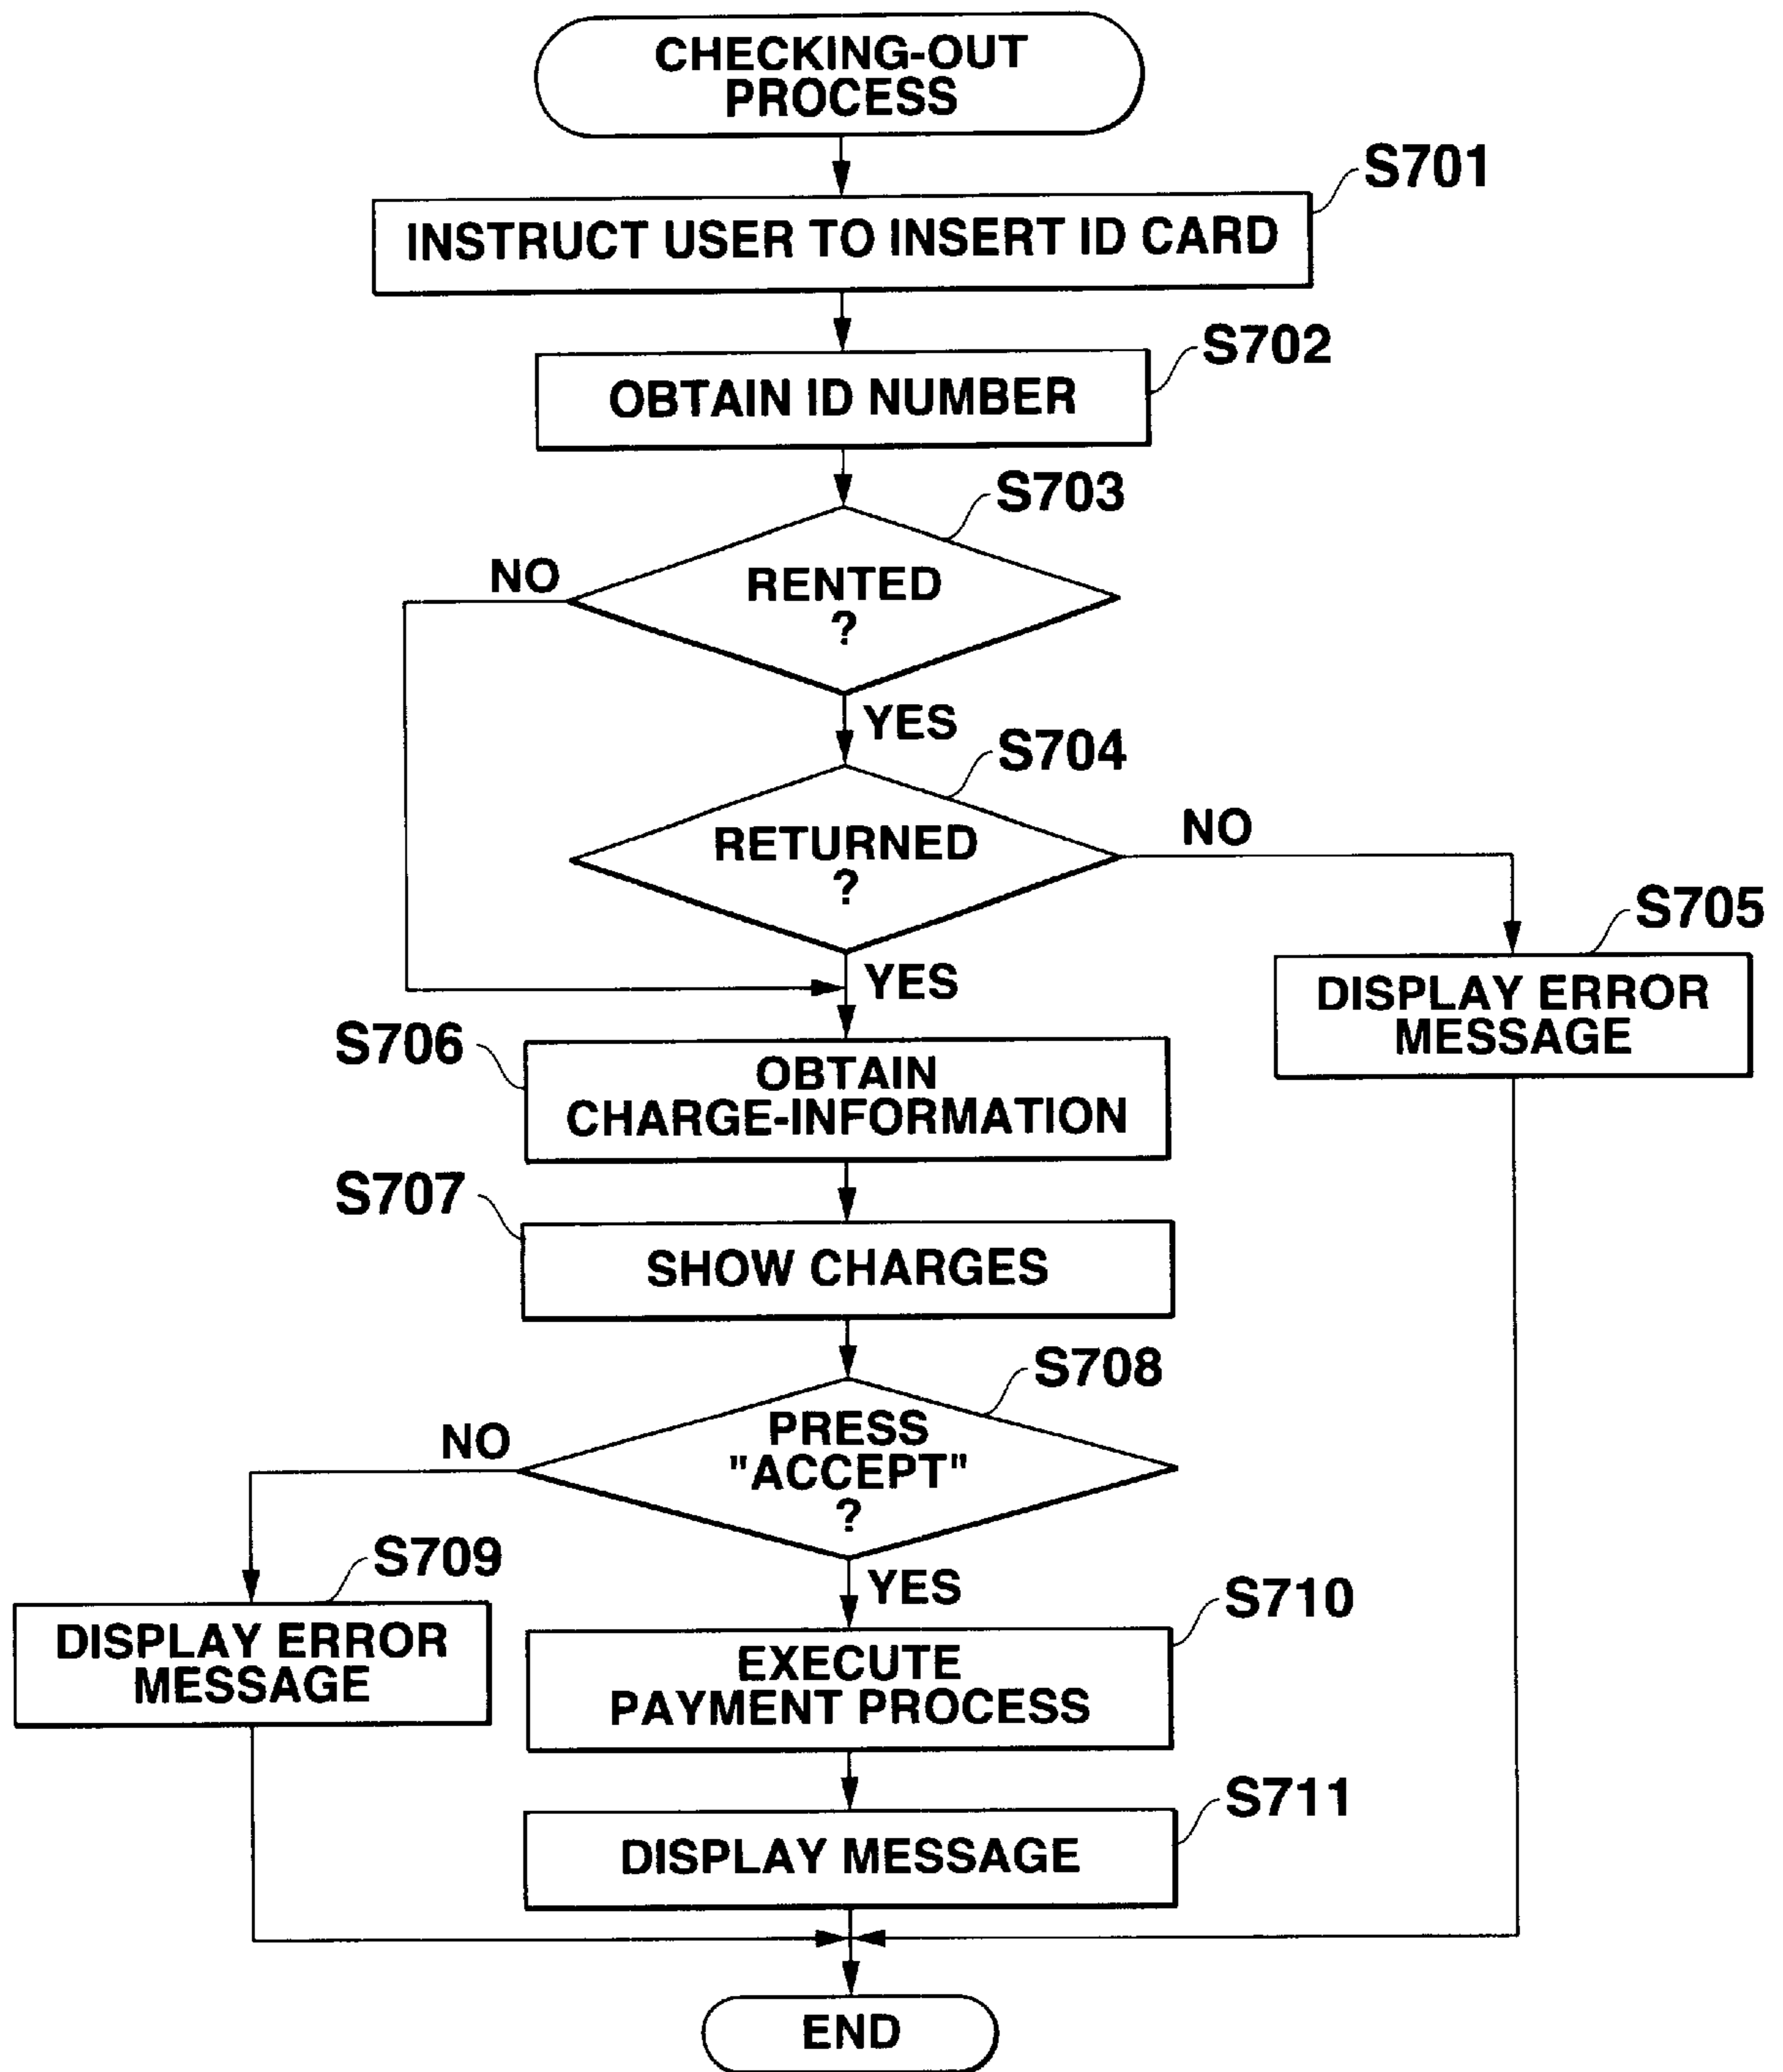 CHECKING-OUT
PROCESS
S701
INSTRUCT USER TO INSERT ID CARD
S702
OBTAIN ID NUMBER
S703
NO
RENTED
?
YES
S704
NO
RETURNED
?
S705
YES
DISPLAY ERROR
MESSAGE
S706
OBTAIN
CHARGE-INFORMATION
S707
SHOW CHARGES
S708
NO
PRESS
"ACCEPT"
?
S709
YES
S710
DISPLAY ERROR
MESSAGE
EXECUTE
PAYMENT PROCESS
S711
DISPLAY MESSAGE
END